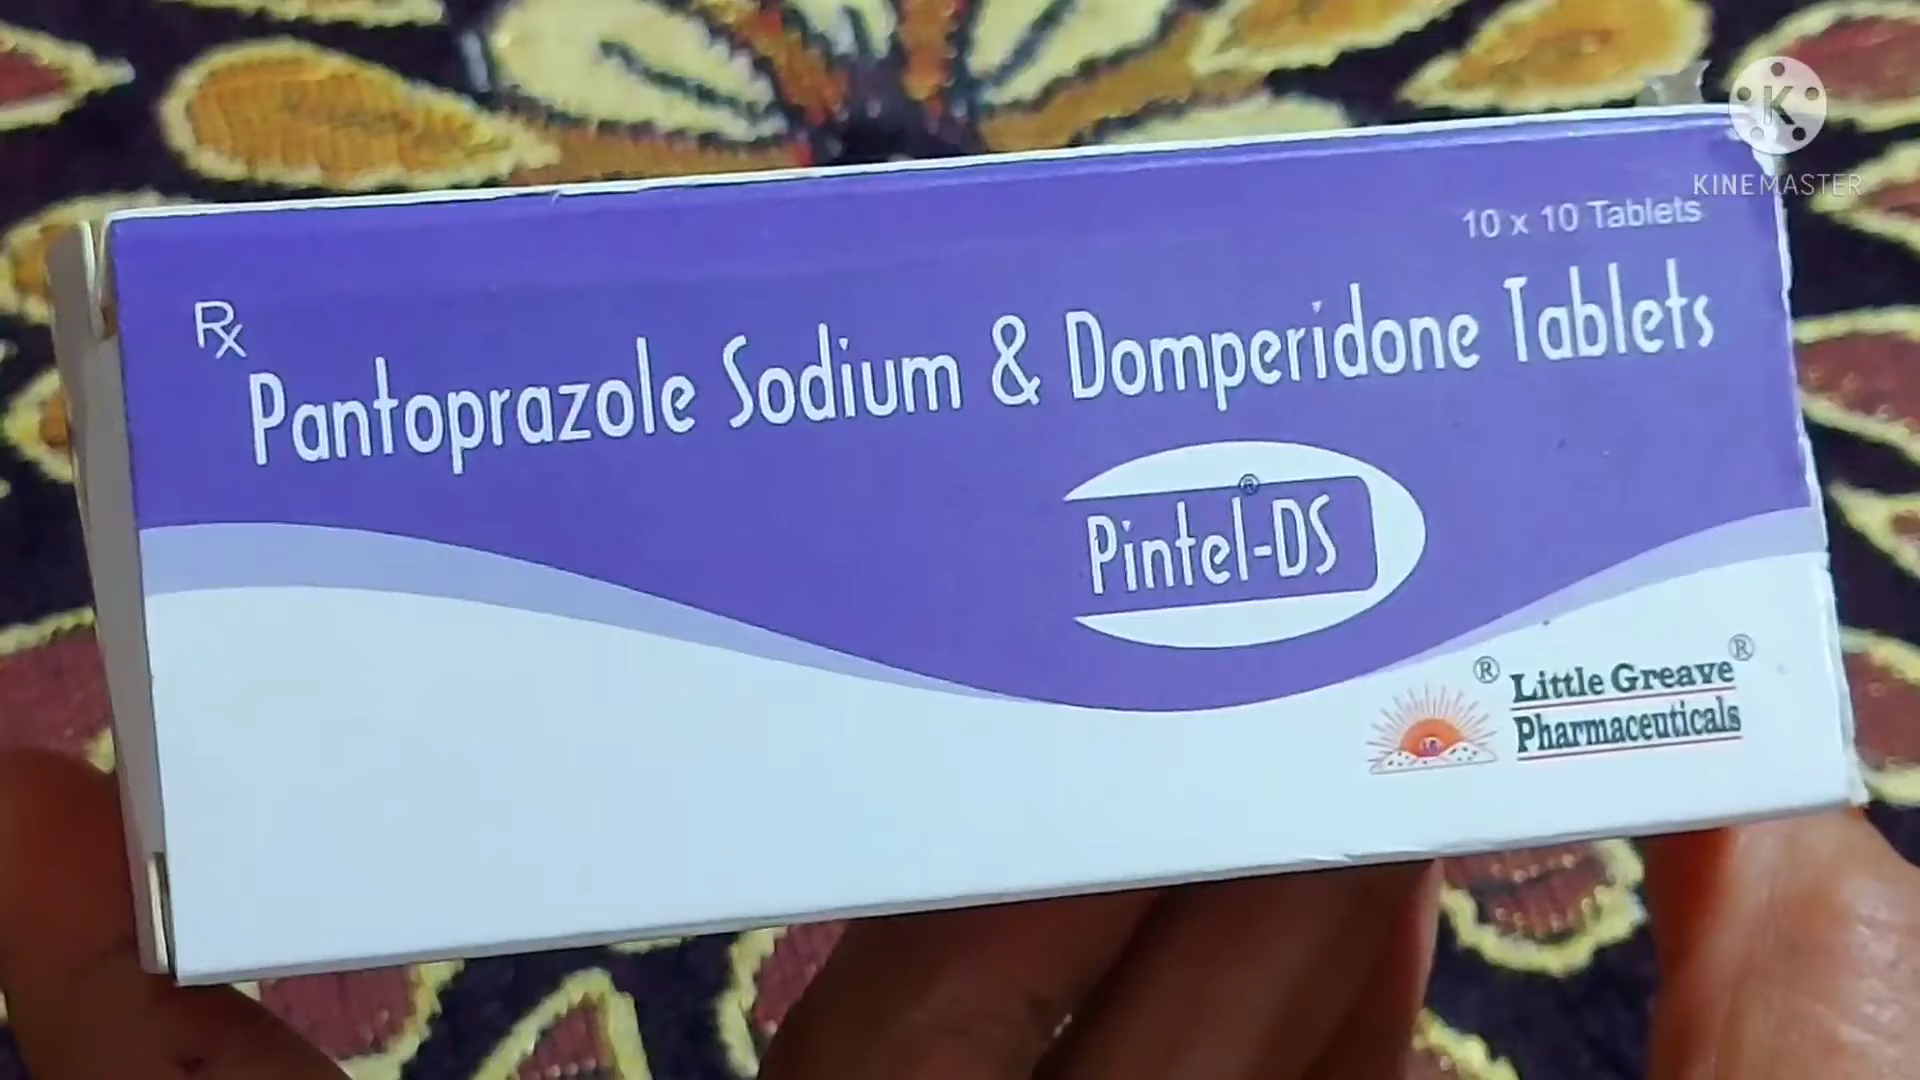 KINEMASTER
10 x 10 Tablets
Rx
Pantoprazole Sodium & Domperidone Tablets
Pintel®-DS
® Little Greave®
Pharmaceuticals